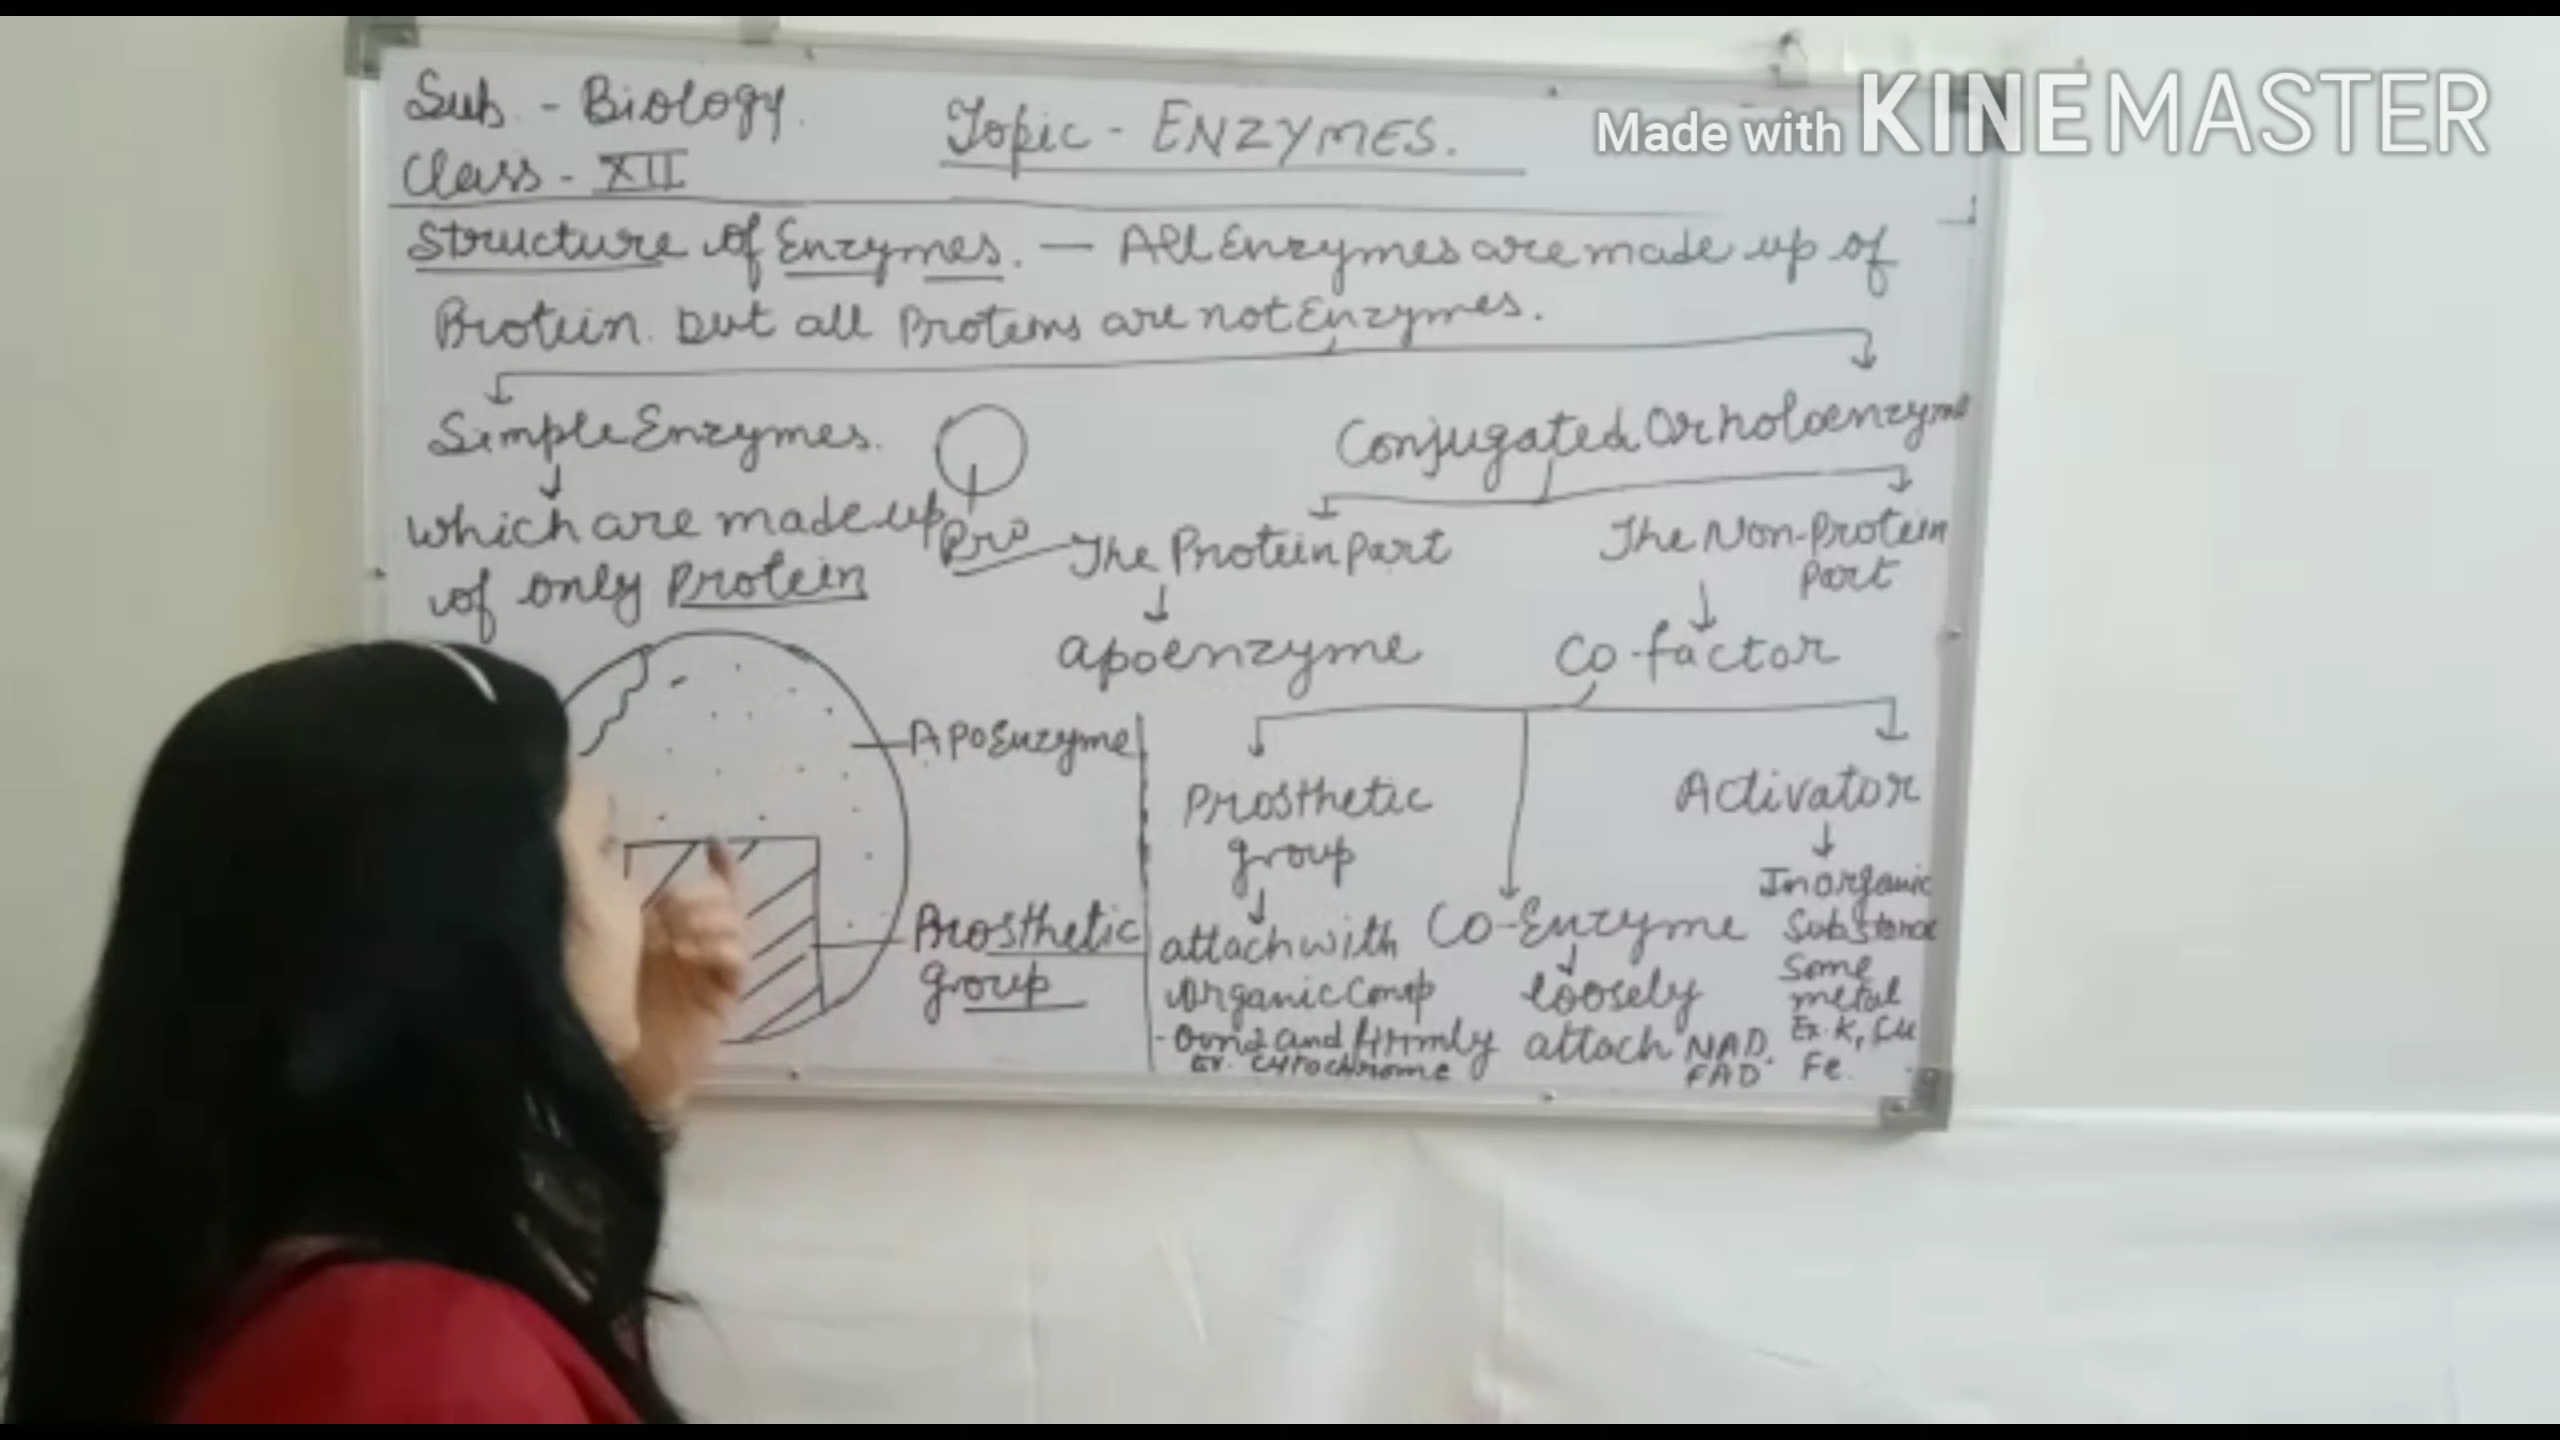 Sub. - Biology.
Class - XII
Topic - ENZYMES.
Made with KINEMASTER
Structure of Enzymes. — All Enzymes are made up of
Protein. But all Proteins are not Enzymes.
Simple Enzymes.
which are made up
of only Protein
Pro
Conjugated Or holoenzyme
The Protein Part
apoenzyme
The Non-Protein
Part
Co-factor
ApoEnzyme
Prosthetic
group
Prosthetic
group
attach with
organic Comp
-ound and firmly
Ex. cytochrome
Co-Enzyme
loosely
attach NAD.
FAD
Activator
Inorganic
Substance
Some
metal
Ex. K, Cu
Fe.